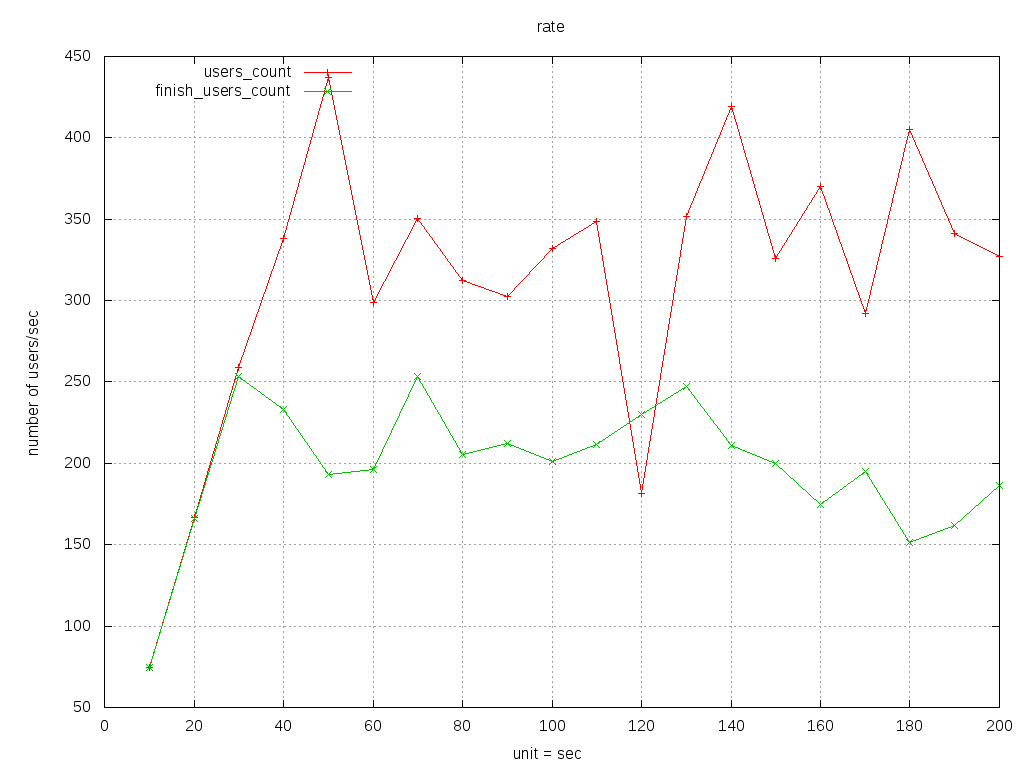 rate
users_count
finish_users_count
450
400
350
300
250
200
150
100
50
number of users/sec
0 20 40 60 80 100 120 140 160 180 200
unit = sec